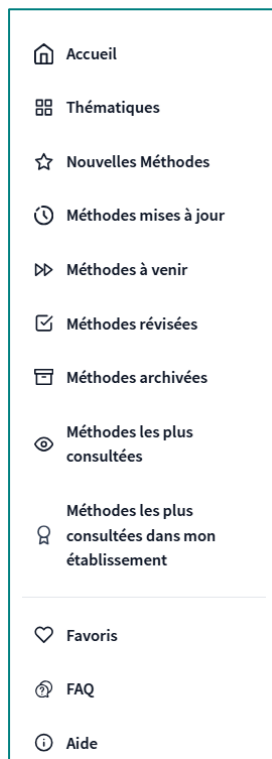 Accueil
Thématiques
Nouvelles Méthodes
Méthodes mises à jour
Méthodes à venir
Méthodes révisées
Méthodes archivées
Méthodes les plus
consultées
Méthodes les plus
consultées dans mon
établissement
Favoris
FAQ
Aide